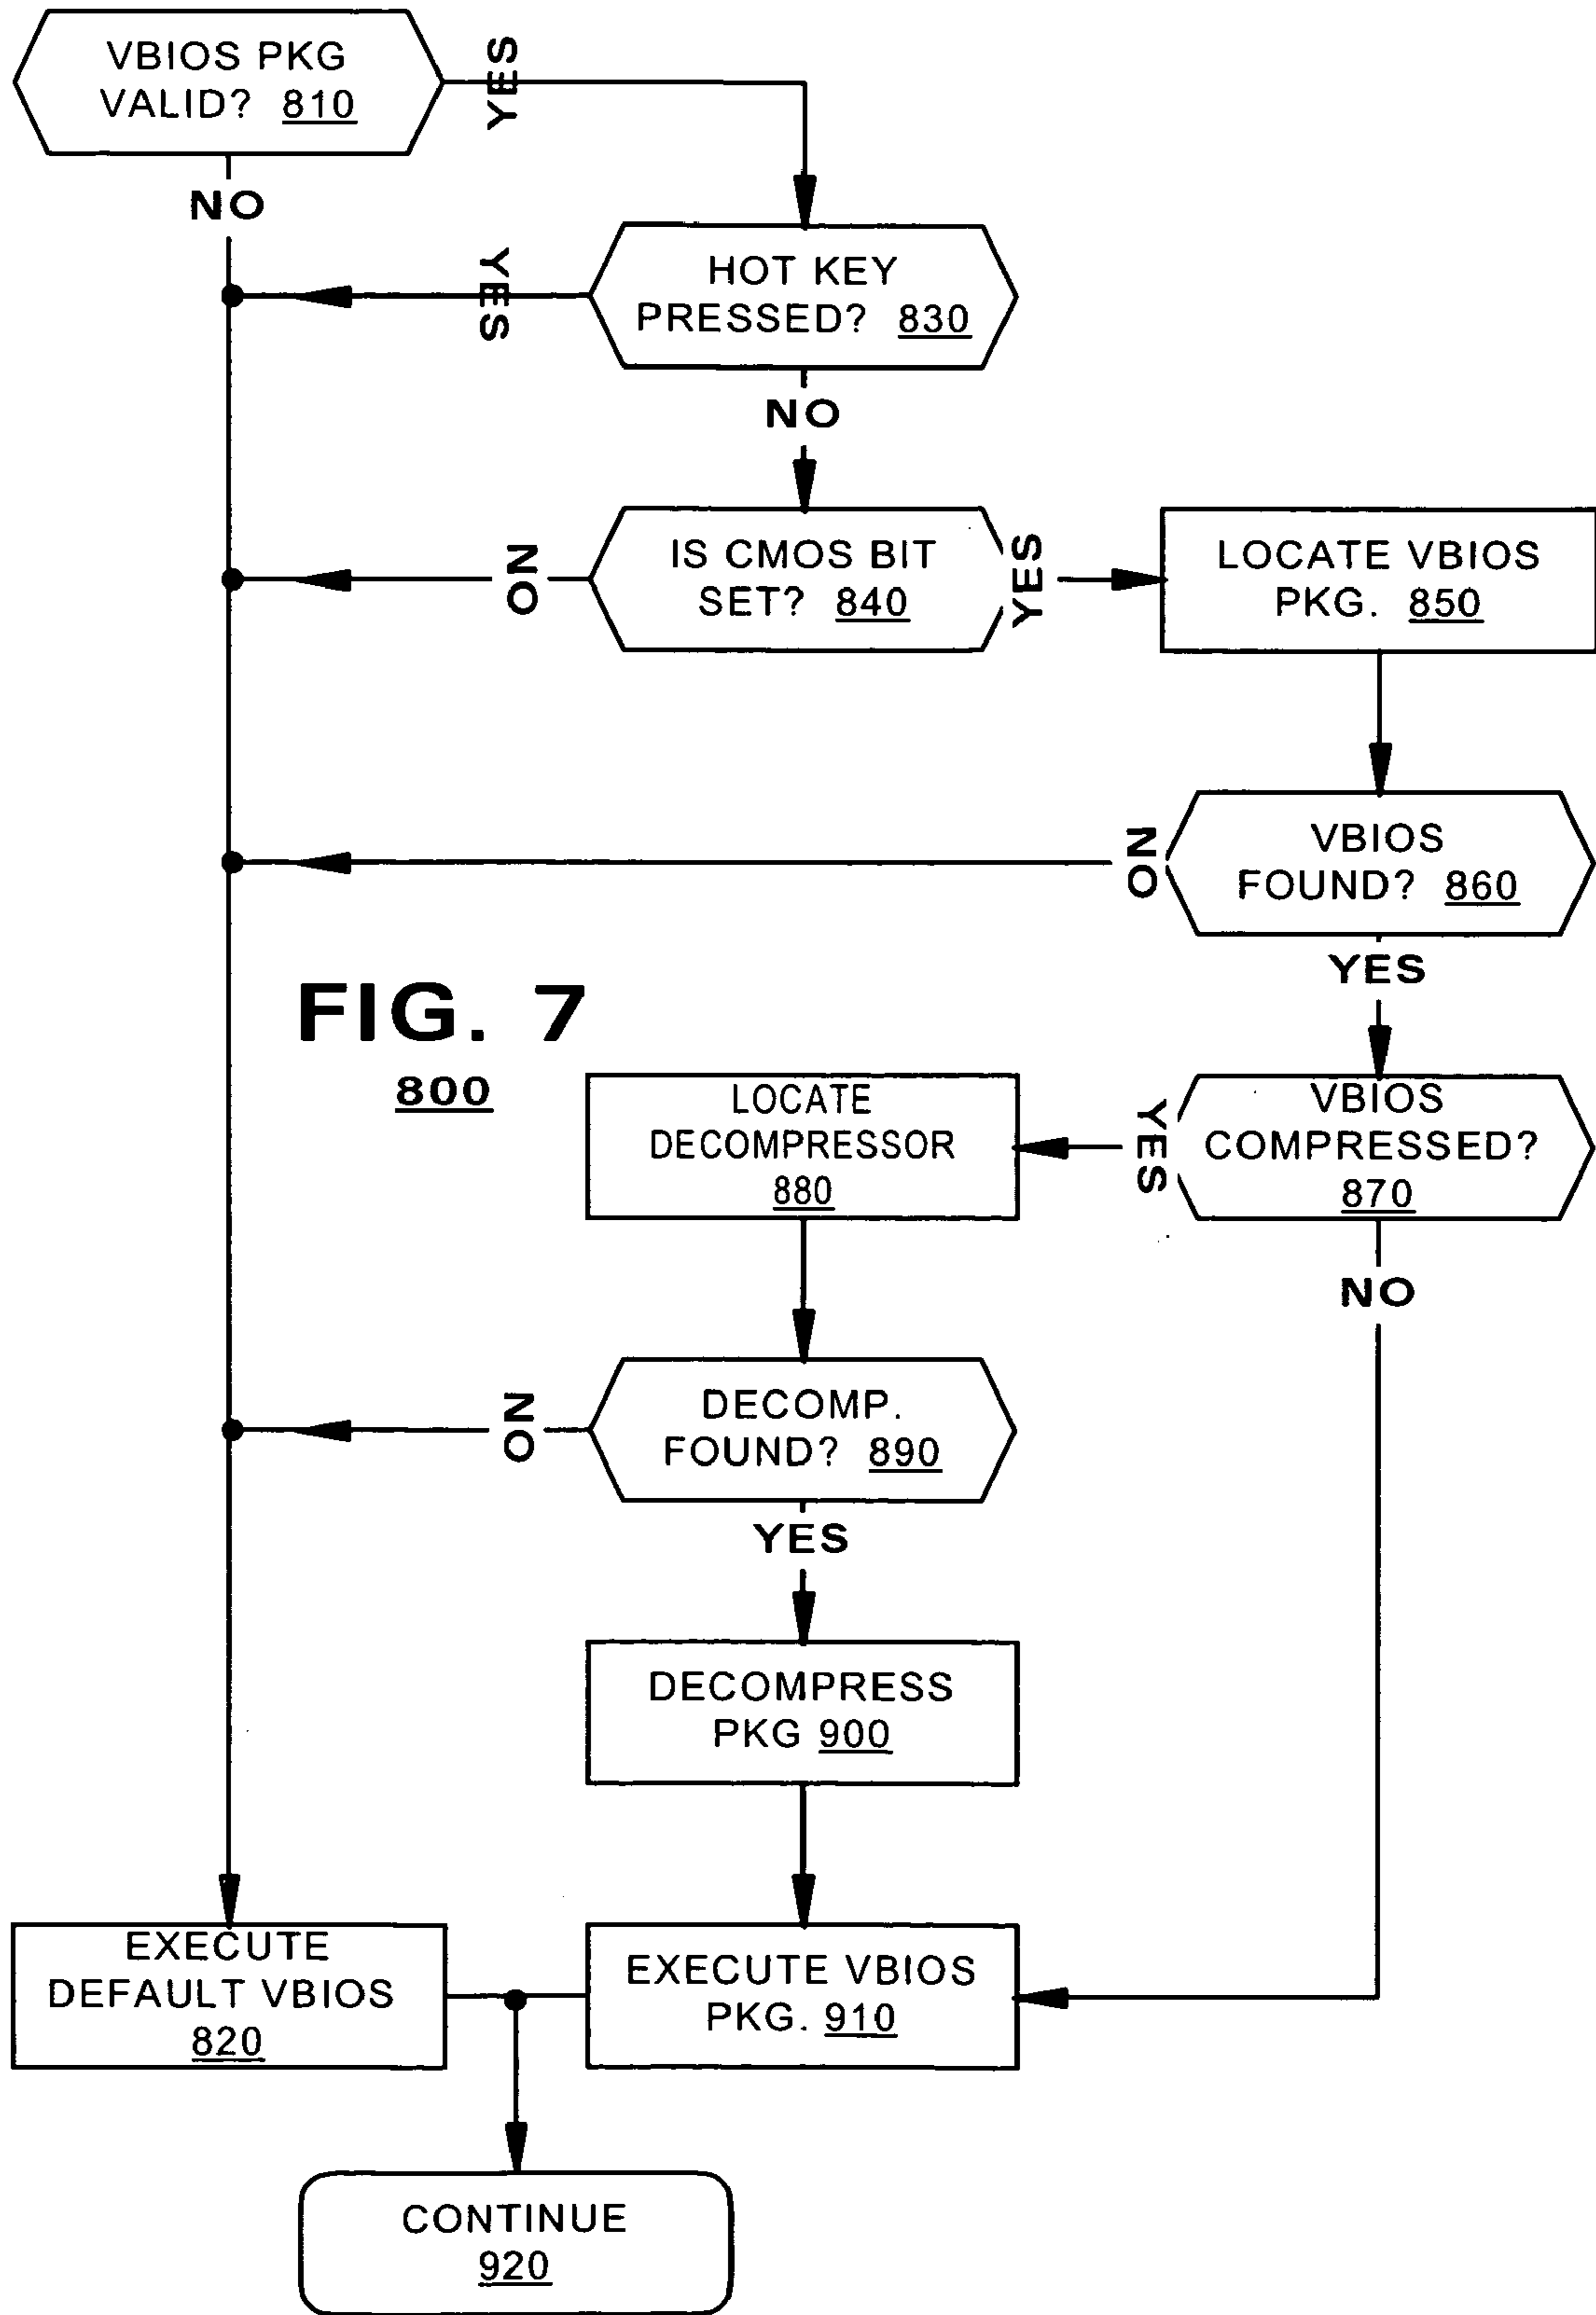 VBIOS PKG
VALID? 810
YES
NO
HOT KEY
PRESSED? 830
YES
NO
IS CMOS BIT
SET? 840
NO
YES
LOCATE VBIOS
PKG. 850
VBIOS
FOUND? 860
NO
YES
FIG. 7
800
VBIOS
COMPRESSED?
870
YES
NO
LOCATE
DECOMPRESSOR
880
DECOMP.
FOUND? 890
NO
YES
DECOMPRESS
PKG 900
EXECUTE
DEFAULT VBIOS
820
EXECUTE VBIOS
PKG. 910
CONTINUE
920